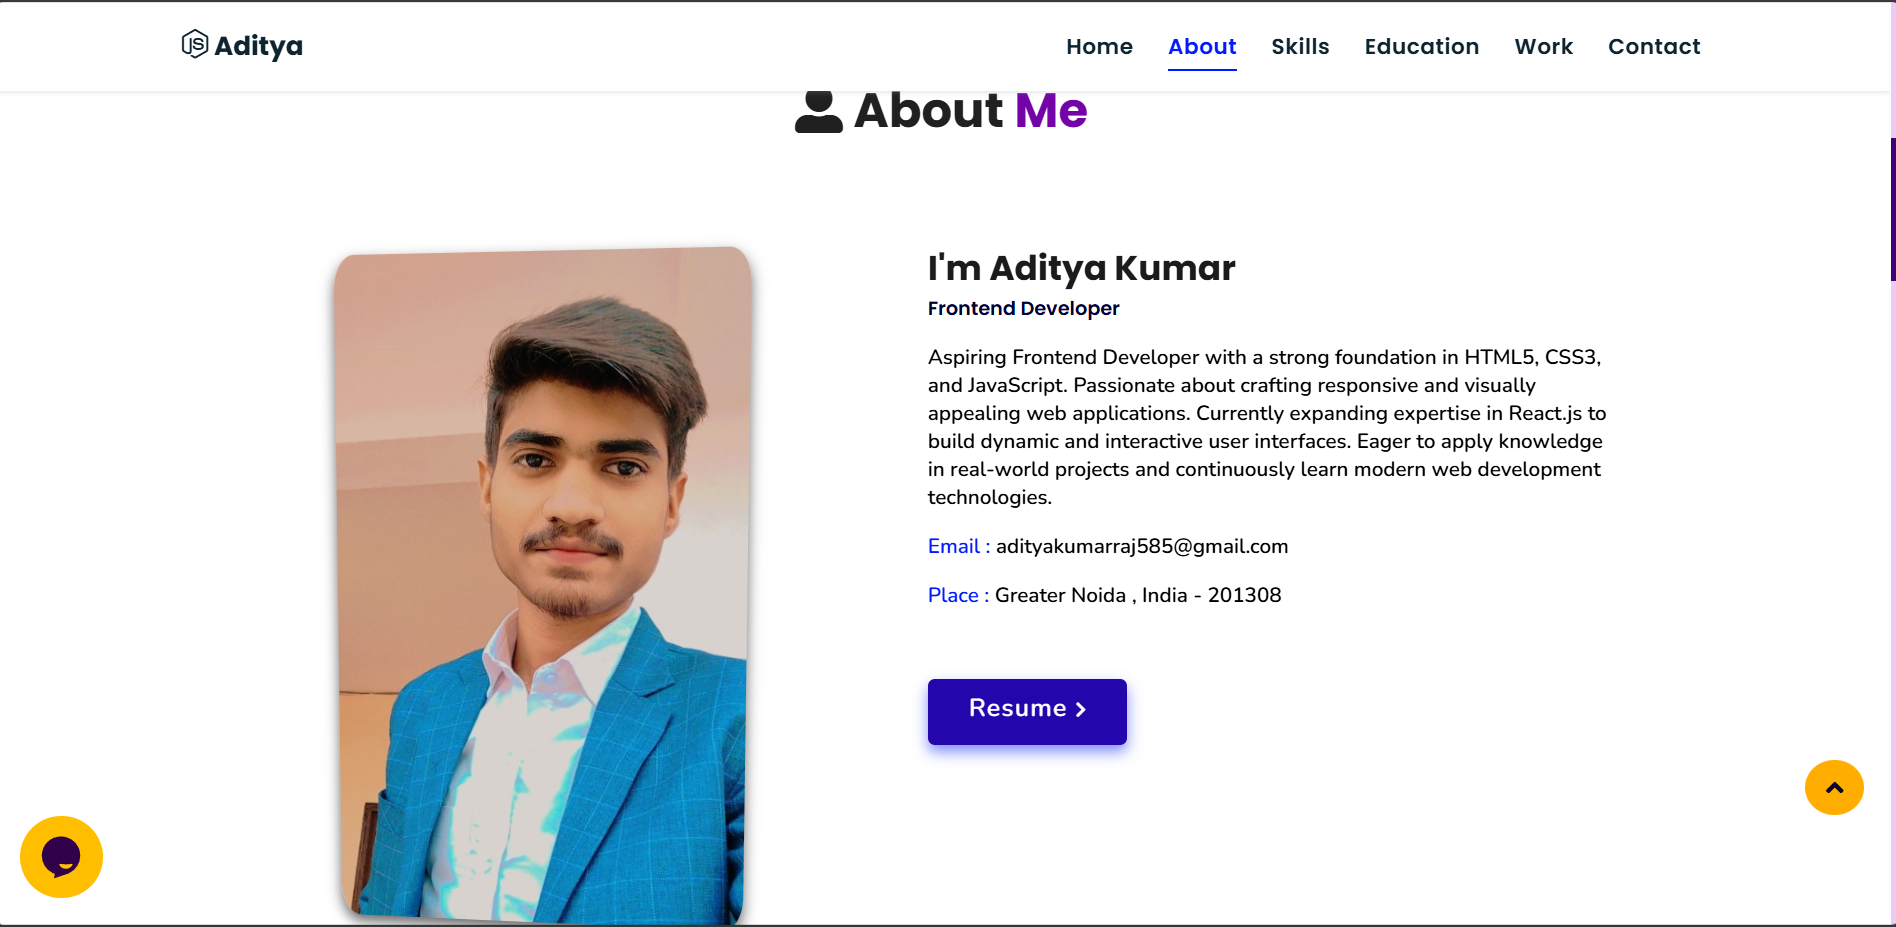 Aditya
Home About Skills Education Work Contact
About Me
I'm Aditya Kumar
Frontend Developer
Aspiring Frontend Developer with a strong foundation in HTML5, CSS3,
and JavaScript. Passionate about crafting responsive and visually
appealing web applications. Currently expanding expertise in React.js to
build dynamic and interactive user interfaces. Eager to apply knowledge
in real-world projects and continuously learn modern web development
technologies.
Email : adityakumarraj585@gmail.com
Place : Greater Noida , India - 201308
Resume